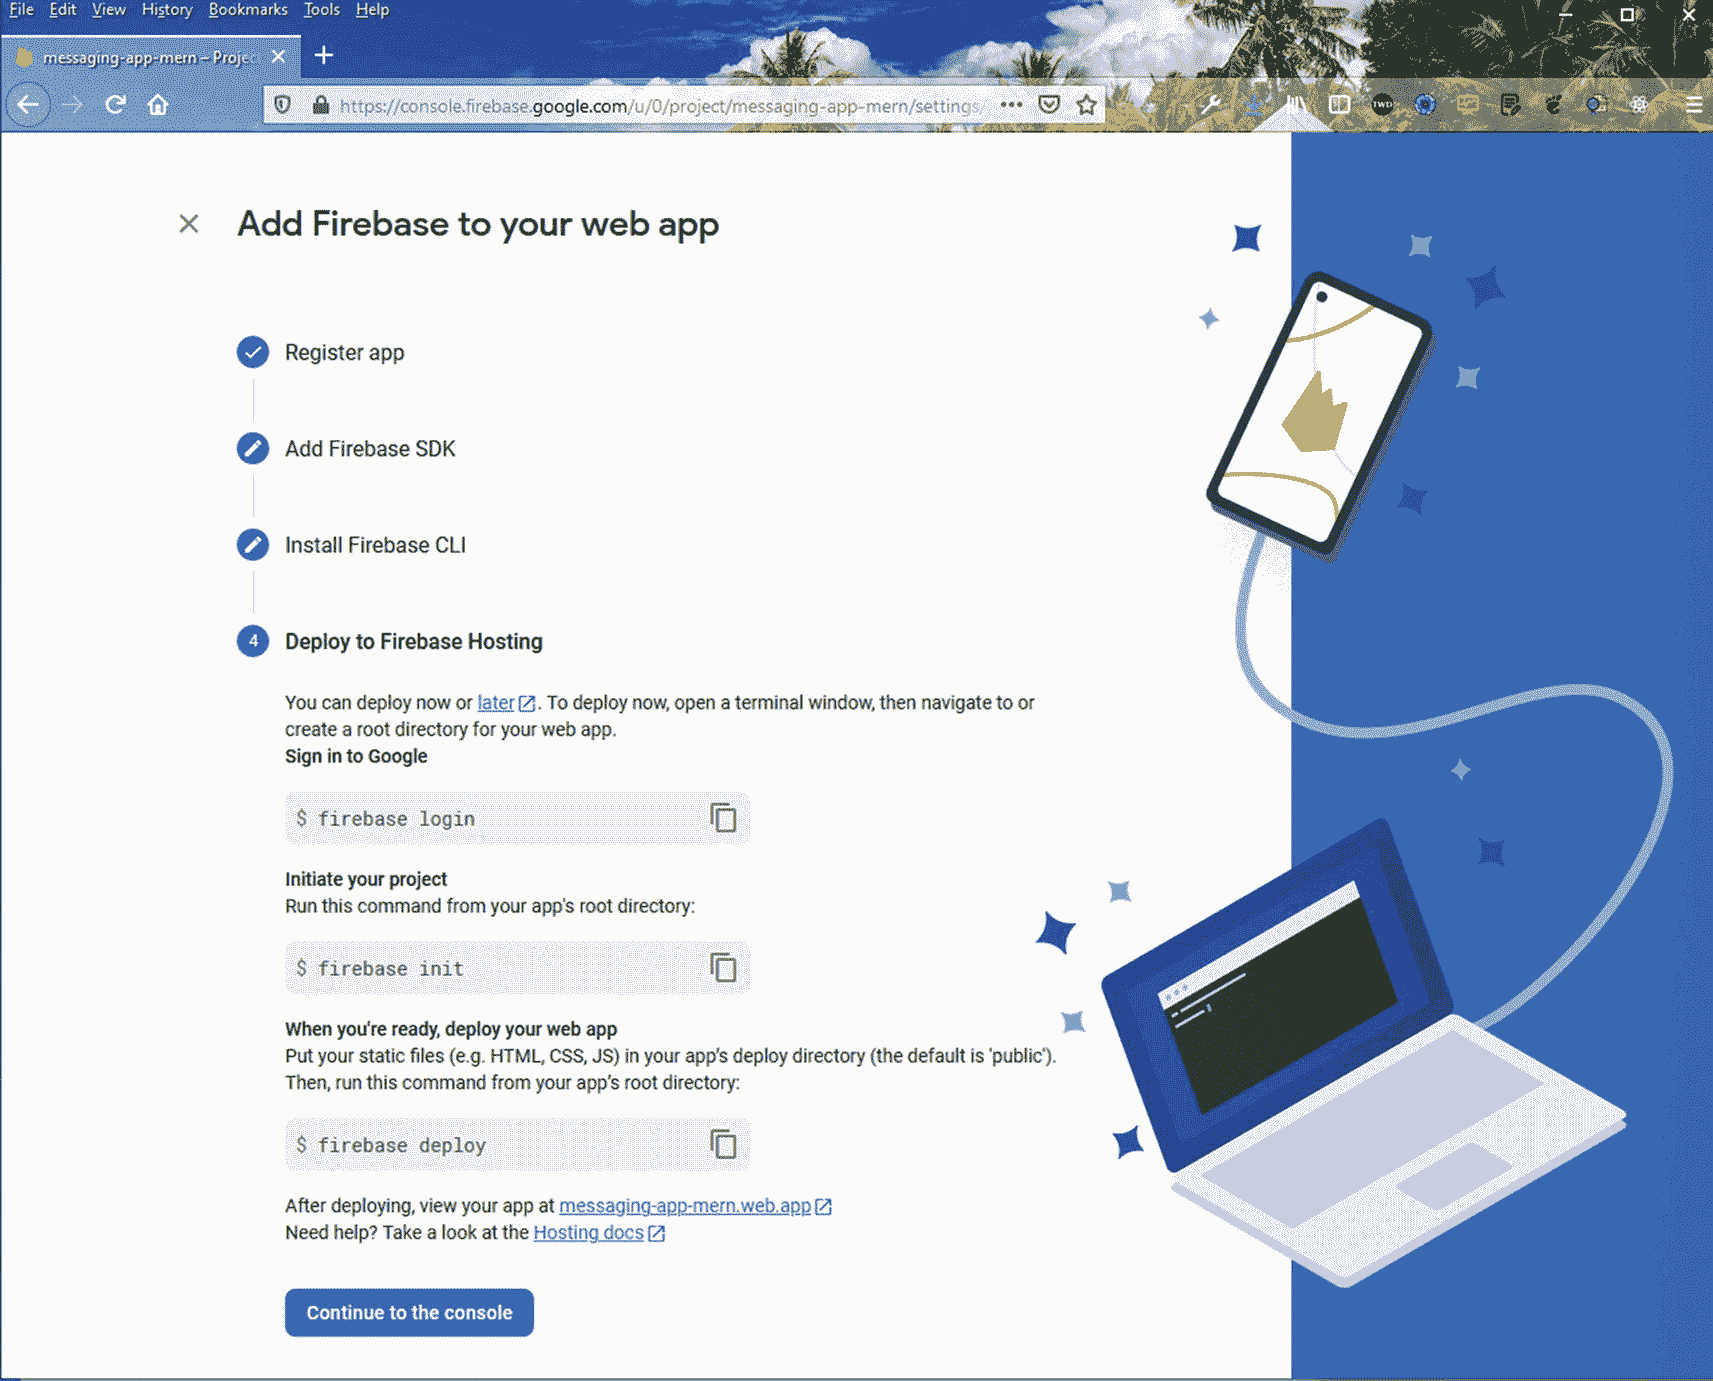 File Edit View History Bookmarks Tools Help
messaging-app-mern – Projec
https://console.firebase.google.com/u/0/project/messaging-app-mern/settings/
TWD
Add Firebase to your web app
Register app
Add Firebase SDK
Install Firebase CLI
4 Deploy to Firebase Hosting
You can deploy now or later. To deploy now, open a terminal window, then navigate to or
create a root directory for your web app.
Sign in to Google
$ firebase login
Initiate your project
Run this command from your app's root directory:
$ firebase init
When you're ready, deploy your web app
Put your static files (e.g. HTML, CSS, JS) in your app's deploy directory (the default is 'public').
Then, run this command from your app's root directory:
$ firebase deploy
After deploying, view your app at messaging-app-mern.web.app
Need help? Take a look at the Hosting docs
Continue to the console